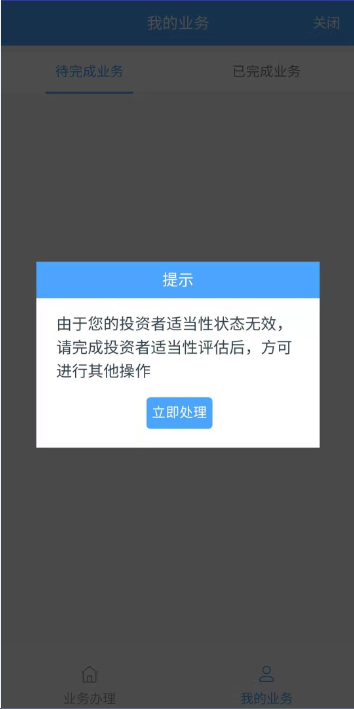 我的业务
关闭
待完成业务
已完成业务
提示
由于您的投资者适当性状态无效，
请完成投资者适当性评估后，方可
进行其他操作
立即处理
业务办理
我的业务